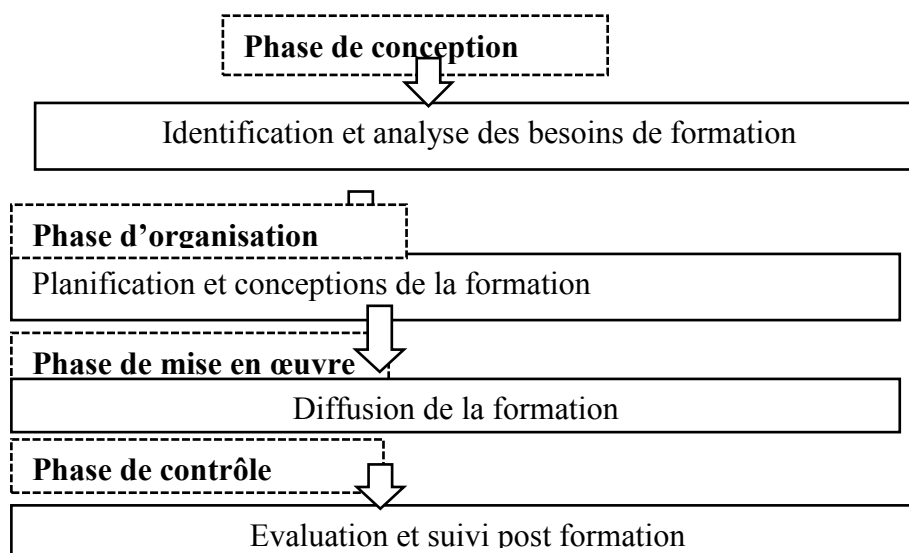 Phase de conception
Identification et analyse des besoins de formation
Phase d’organisation
Planification et conceptions de la formation
Phase de mise en œuvre
Diffusion de la formation
Phase de contrôle
Evaluation et suivi post formation